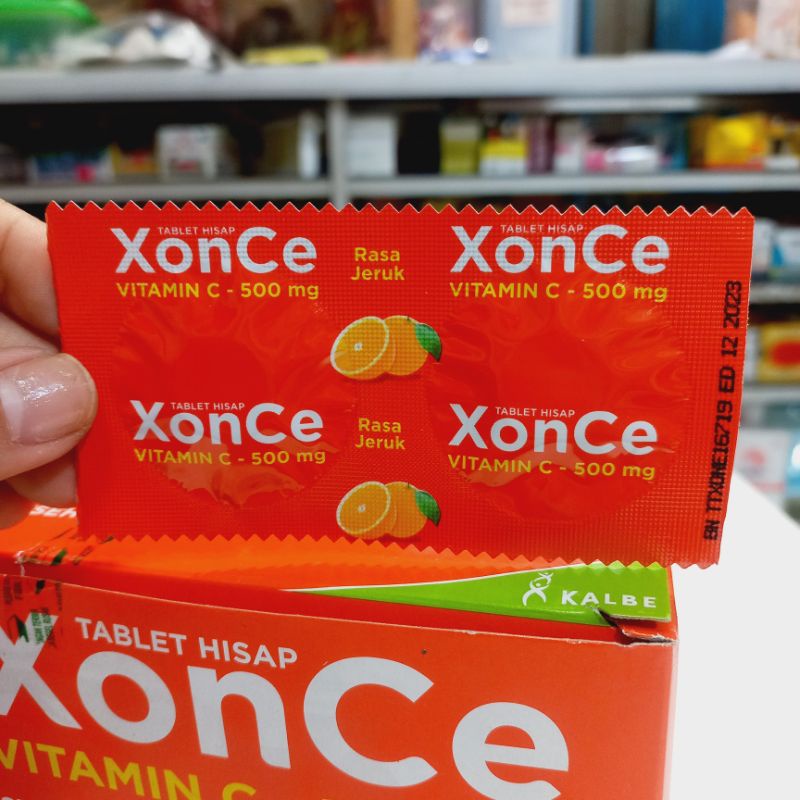 TABLET HISAP
XonCe
VITAMIN C - 500 mg
Rasa
Jeruk
TABLET HISAP
XonCe
VITAMIN C - 500 mg
TABLET HISAP
XonCe
VITAMIN C - 500 mg
Rasa
Jeruk
TABLET HISAP
XonCe
VITAMIN C - 500 mg
BN TTXOME16719 ED 12 2023
KALBE
TABLET HISAP
XonCe
VITAMIN C